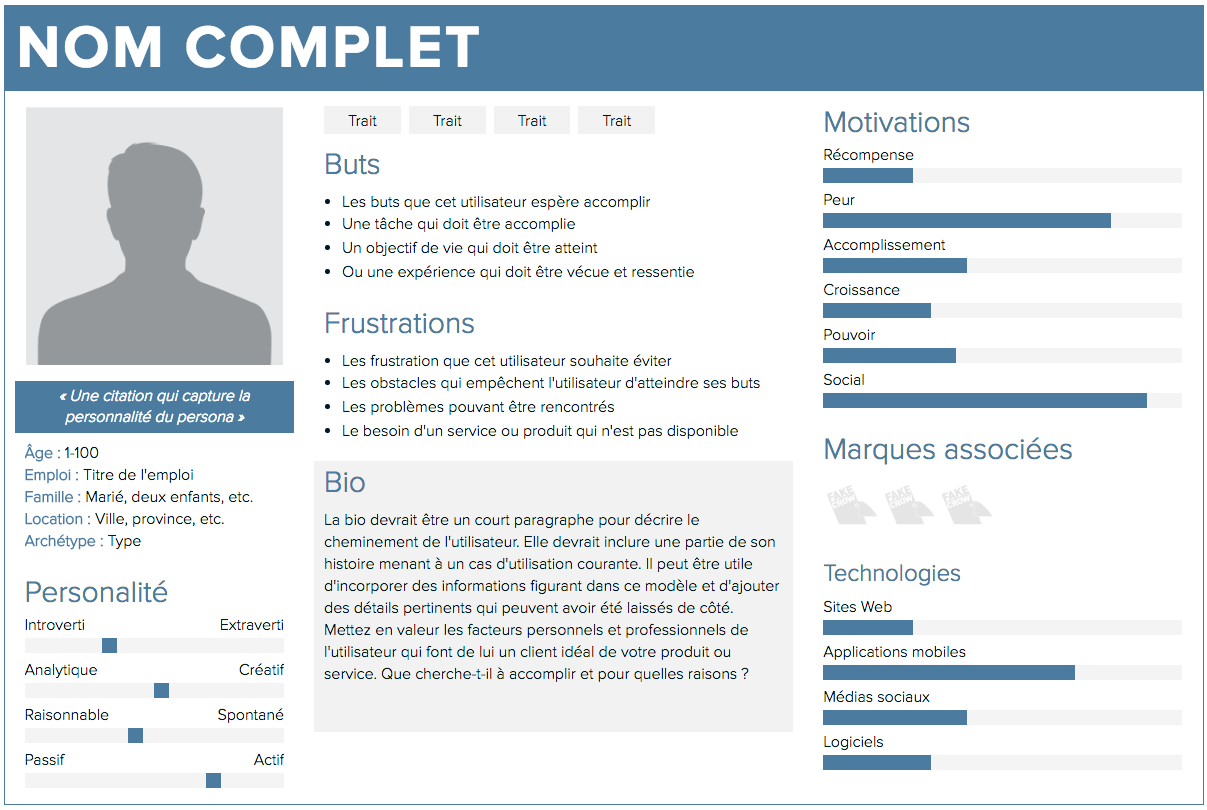 NOM COMPLET
« Une citation qui capture la
personnalité du persona »
Âge : 1-100
Emploi : Titre de l'emploi
Famille : Marié, deux enfants, etc.
Location : Ville, province, etc.
Archétype : Type
Personalité
Introverti Extraverti
Analytique Créatif
Raisonnable Spontané
Passif Actif
Trait Trait Trait Trait
Buts
• Les buts que cet utilisateur espère accomplir
• Une tâche qui doit être accomplie
• Un objectif de vie qui doit être atteint
• Ou une expérience qui doit être vécue et ressentie
Frustrations
• Les frustration que cet utilisateur souhaite éviter
• Les obstacles qui empêchent l'utilisateur d'atteindre ses buts
• Les problèmes pouvant être rencontrés
• Le besoin d'un service ou produit qui n'est pas disponible
Bio
La bio devrait être un court paragraphe pour décrire le
cheminement de l'utilisateur. Elle devrait inclure une partie de son
histoire menant à un cas d'utilisation courante. Il peut être utile
d'incorporer des informations figurant dans ce modèle et d'ajouter
des détails pertinents qui peuvent avoir été laissés de côté.
Mettez en valeur les facteurs personnels et professionnels de
l'utilisateur qui font de lui un client idéal de votre produit ou
service. Que cherche-t-il à accomplir et pour quelles raisons ?
Motivations
Récompense
Peur
Accomplissement
Croissance
Pouvoir
Social
Marques associées
FAKE
CROW
FAKE
CROW
FAKE
CROW
Technologies
Sites Web
Applications mobiles
Médias sociaux
Logiciels